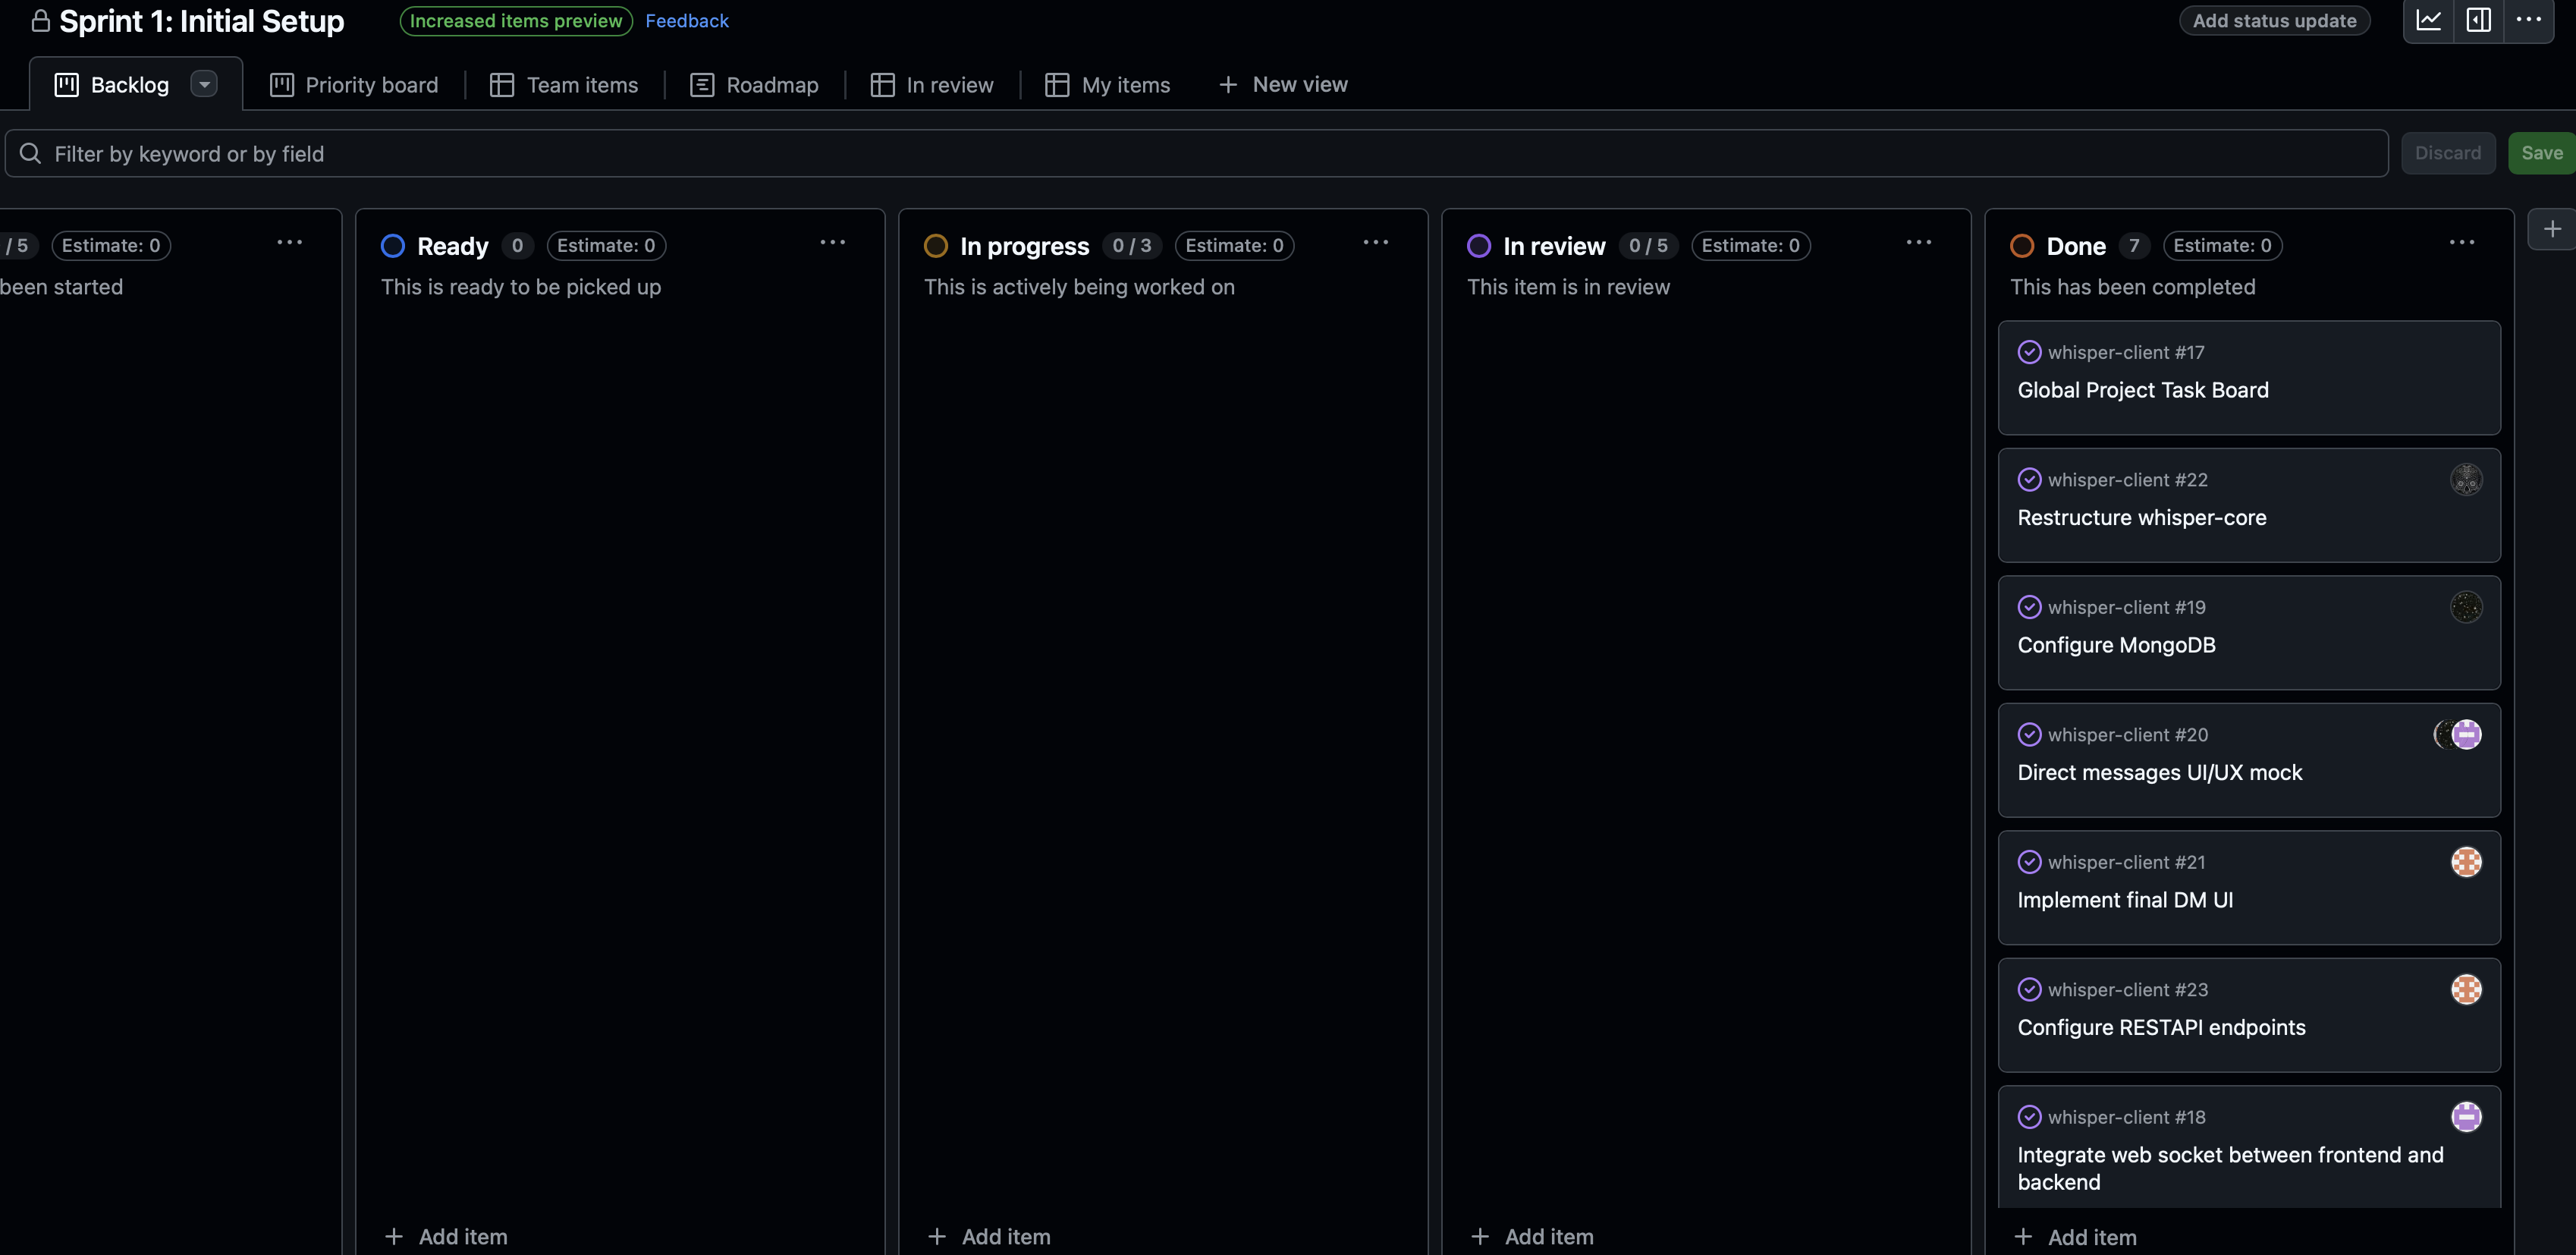 Sprint 1: Initial Setup
Increased items preview
Feedback
Add status update
Backlog
Priority board
Team items
Roadmap
In review
My items
New view
Filter by keyword or by field
Discard
Save
/ 5
Estimate: 0
been started
Ready
0
Estimate: 0
This is ready to be picked up
Add item
In progress
0 / 3
Estimate: 0
This is actively being worked on
Add item
In review
0 / 5
Estimate: 0
This item is in review
Add item
Done
7
Estimate: 0
This has been completed
whisper-client #17
Global Project Task Board
whisper-client #22
Restructure whisper-core
whisper-client #19
Configure MongoDB
whisper-client #20
Direct messages UI/UX mock
whisper-client #21
Implement final DM UI
whisper-client #23
Configure RESTAPI endpoints
whisper-client #18
Integrate web socket between frontend and
backend
Add item